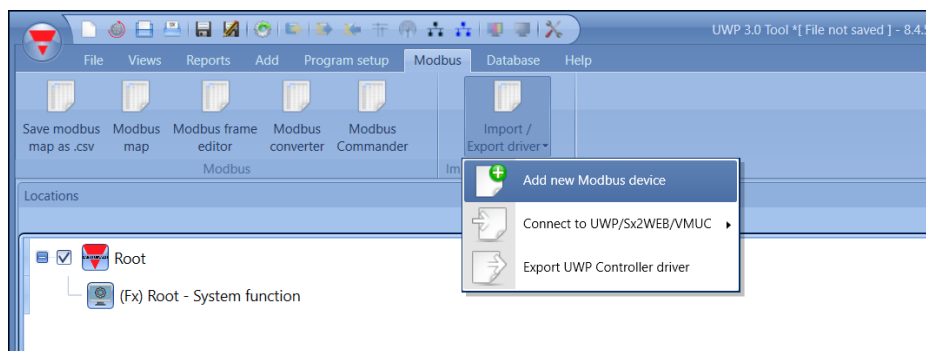 UWP 3.0 Tool *[ File not saved ] - 8.4.5
File Views Reports Add Program setup Modbus Database Help
Save modbus map as .csv
Modbus map
Modbus frame editor
Modbus converter
Modbus Commander
Import / Export driver
Modbus
Im
Add new Modbus device
Connect to UWP/Sx2WEB/VMUC
Export UWP Controller driver
Locations
Root
(Fx) Root - System function